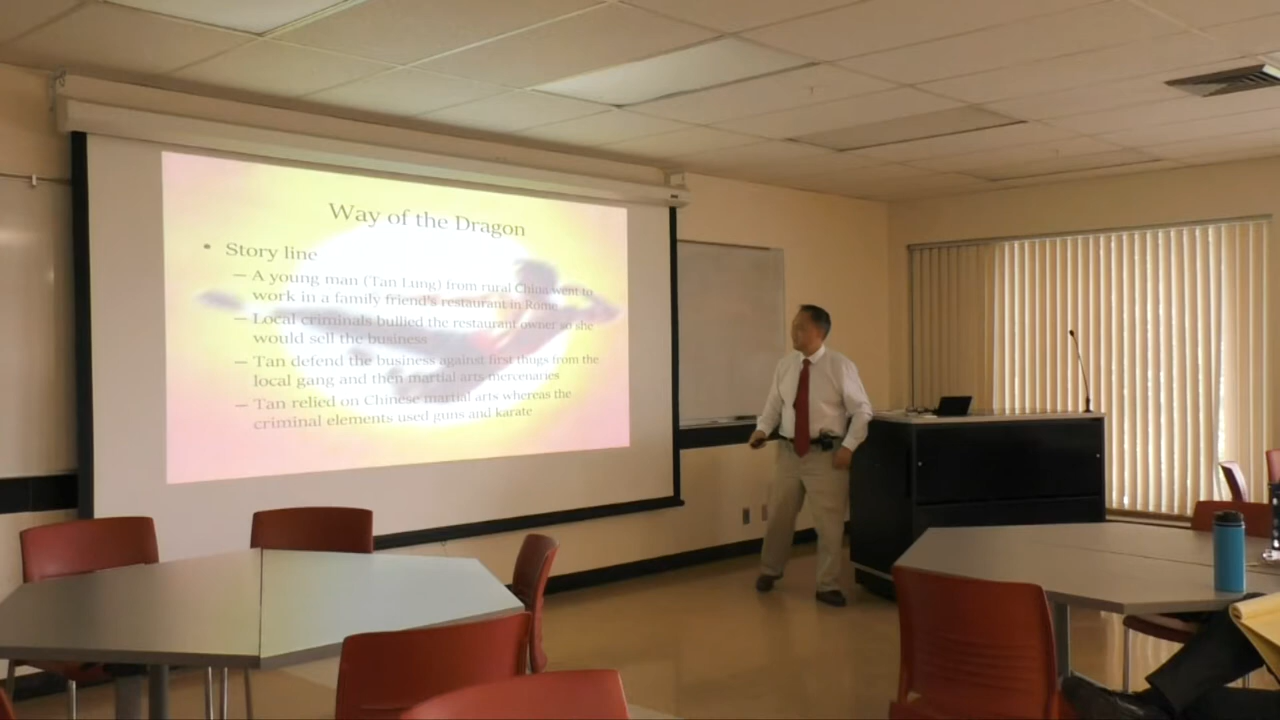 Way of the Dragon
• Story line
– A young man (Tan Lung) from rural China went to
work in a family friend's restaurant in Rome
– Local criminals bullied the restaurant owner so she
would sell the business
– Tan defend the business against first thugs from the
local gang and then martial arts mercenaries
– Tan relied on Chinese martial arts whereas the
criminal elements used guns and karate